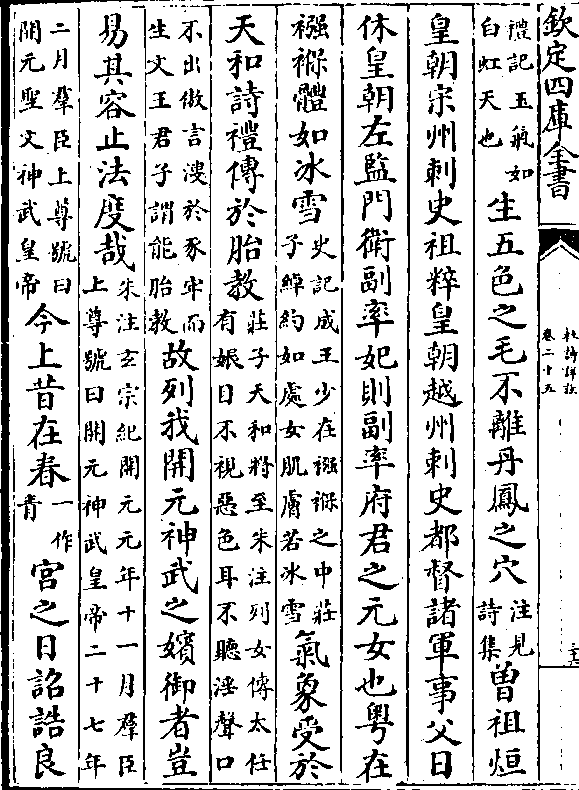 欽定四庫全書
杜詩詳註
卷二十五
禮記玉氣如白虹天也生五色之毛不離丹鳳之穴注見詩集曽祖烜
皇朝宗州刺史祖粹皇朝越州刺史都督諸軍事父曰
休皇朝左監門衛副率妃則副率府君之元女也粤在
襁褓體如冰雪史記成王少在襁褓之中莊子綽約如處女肌膚若冰雪氣象受於
天和詩禮傳於胎教莊子天和將至朱注列女傳太任有娠目不視惡色耳不聽淫聲口
不出傲言溲於豕牢而生文王君子謂能胎教故列我開元神武之嬪御者豈
易其容止法度哉朱注玄宗紀開元元年十一月羣臣上尊號曰開元神武皇帝二十七年
二月羣臣上尊號曰開元聖文神武皇帝今上昔在春一作青宮之日詔誥良